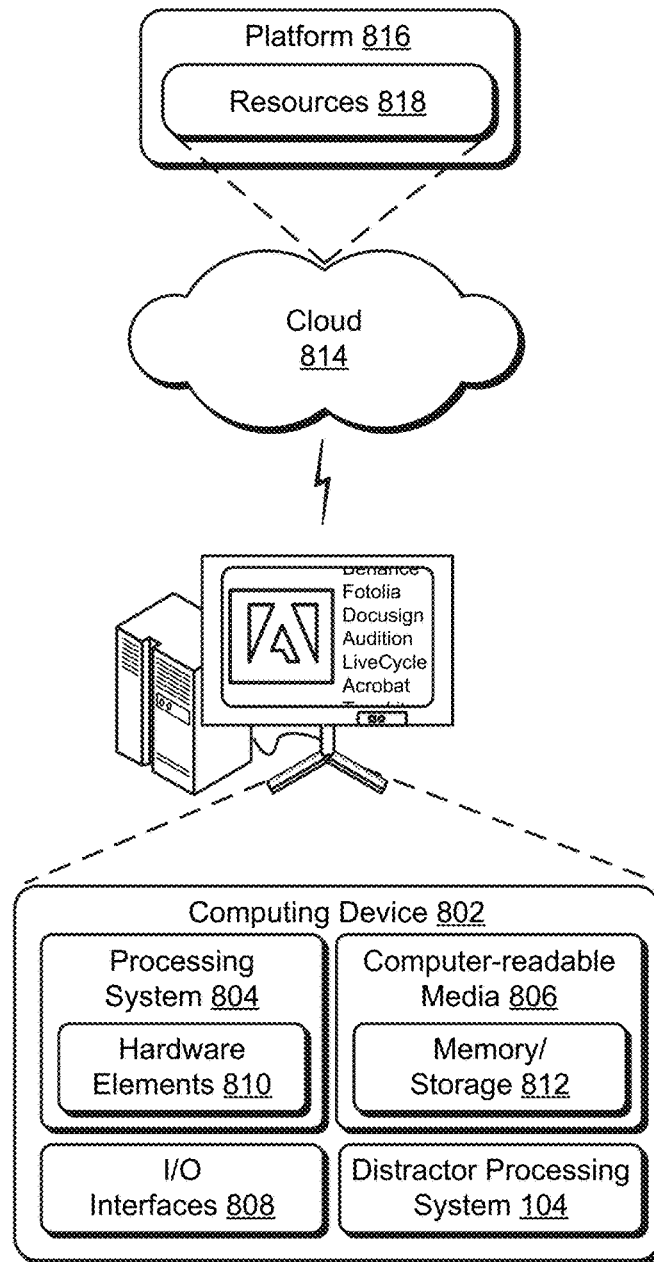 Platform 816
Resources 818
Cloud
814
Fotolia
Docusign
Audition
LiveCycle
Acrobat
Computing Device 802
Processing
System 804
Hardware
Elements 810
Computer-readable
Media 806
Memory/
Storage 812
I/O
Interfaces 808
Distractor Processing
System 104